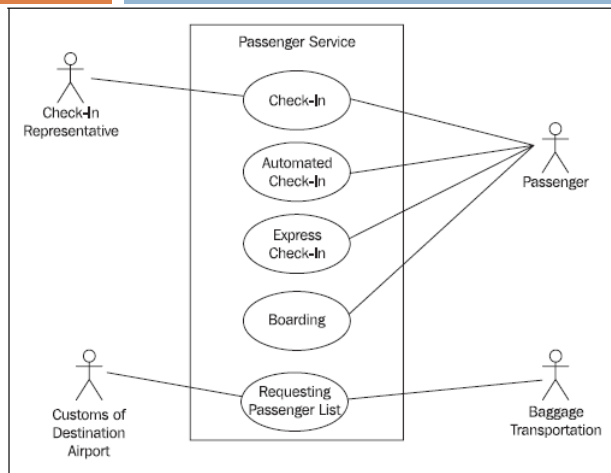 Passenger Service
Check-In
Representative
Check-In
Automated
Check-In
Express
Check-In
Boarding
Passenger
Customs of
Destination
Airport
Requesting
Passenger List
Baggage
Transportation